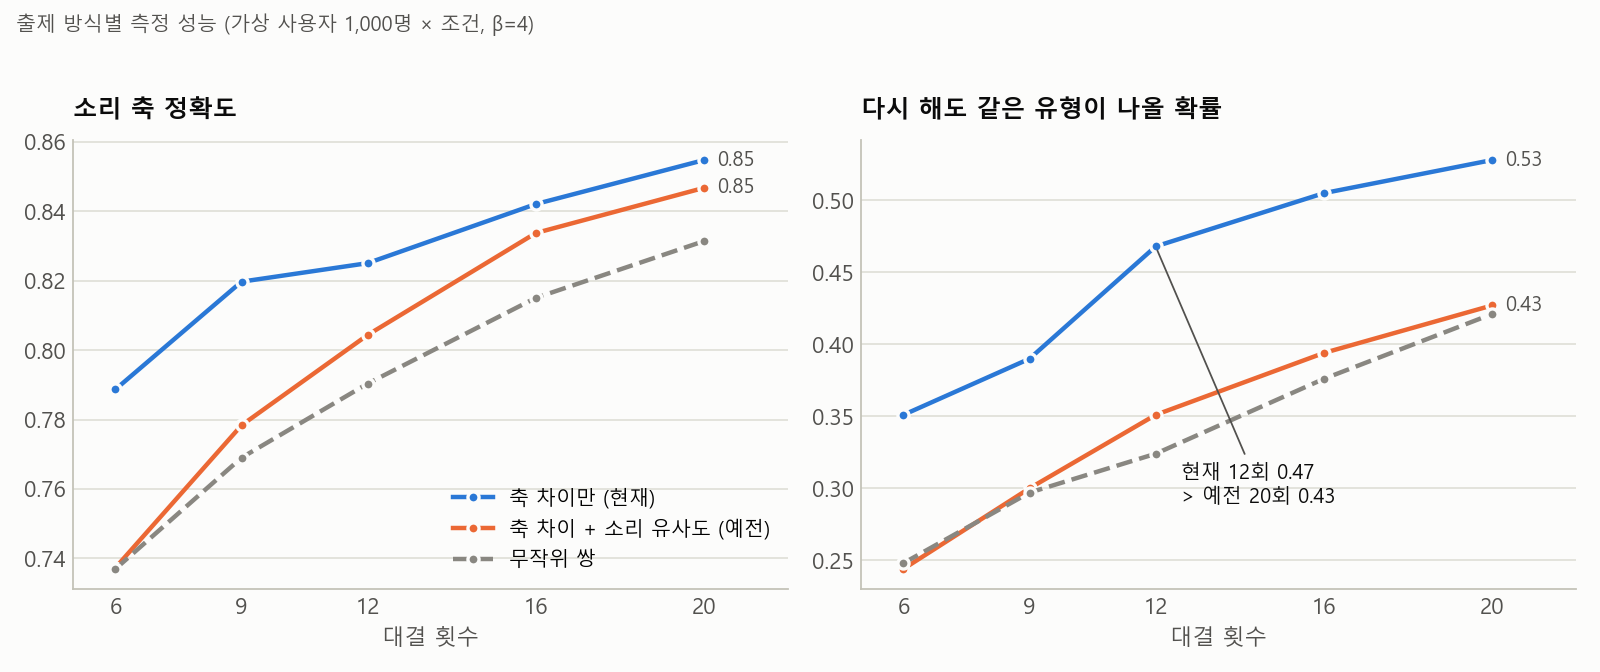 출제 방식별 측정 성능 (가상 사용자 1,000명 × 조건, β=4)
소리 축 정확도
0.86
0.84
0.82
0.80
0.78
0.76
0.74
0.85
0.85
축 차이만 (현재)
축 차이 + 소리 유사도 (예전)
무작위 쌍
6 9 12 16 20
대결 횟수
다시 해도 같은 유형이 나올 확률
0.50
0.45
0.40
0.35
0.30
0.25
0.53
0.43
현재 12회 0.47
> 예전 20회 0.43
6 9 12 16 20
대결 횟수